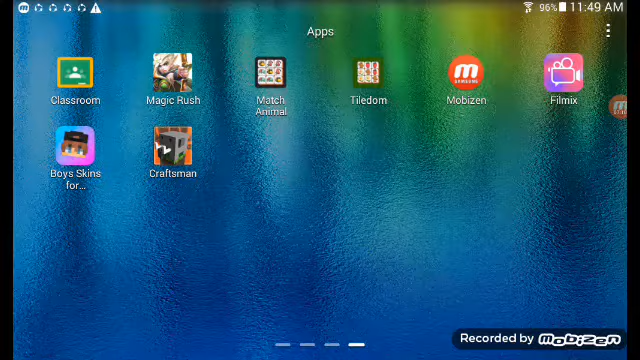 96% 11:49 AM
Apps
Classroom
Magic Rush
Match
Animal
Tiledom
Mobizen
Filmix
Boys Skins
for...
Craftsman
Recorded by Mobizen